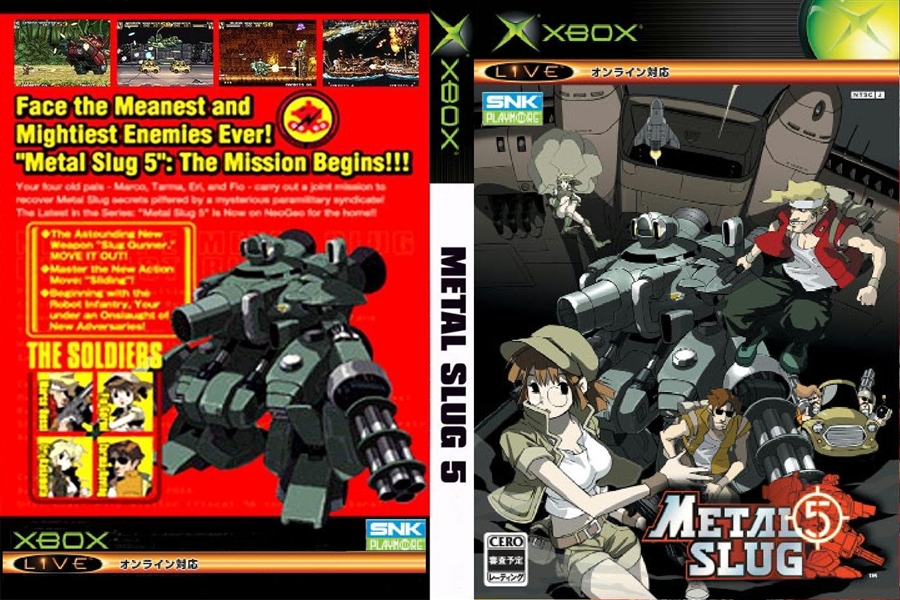 Face the Meanest and
Mightiest Enemies Ever!
"Metal Slug 5": The Mission Begins!!!
Your four old pals - Marco, Tarma, Eri, and Fio - carry out a joint mission to
recover Metal Slug secrets pilfered by a mysterious paramilitary syndicate!
The Latest in the Series: "Metal Slug 5" Is Now on NeoGeo for the home!!
◆The Astounding New
Weapon "Slug Gunner."
MOVE IT OUT!
◆Master the New Action
Move: "Sliding"!
◆Beginning with the
Robot Infantry, Your
under an Onslaught of
New Adversaries!
THE SOLDIERS
XBOX
SNK
PLAYMORE
LIVE オンライン対応
XBOX
METAL SLUG 5
XBOX
LIVE オンライン対応
SNK
PLAYMORE
NTSC J
METAL 5
SLUG
TM
CERO
審査予定
レーティング